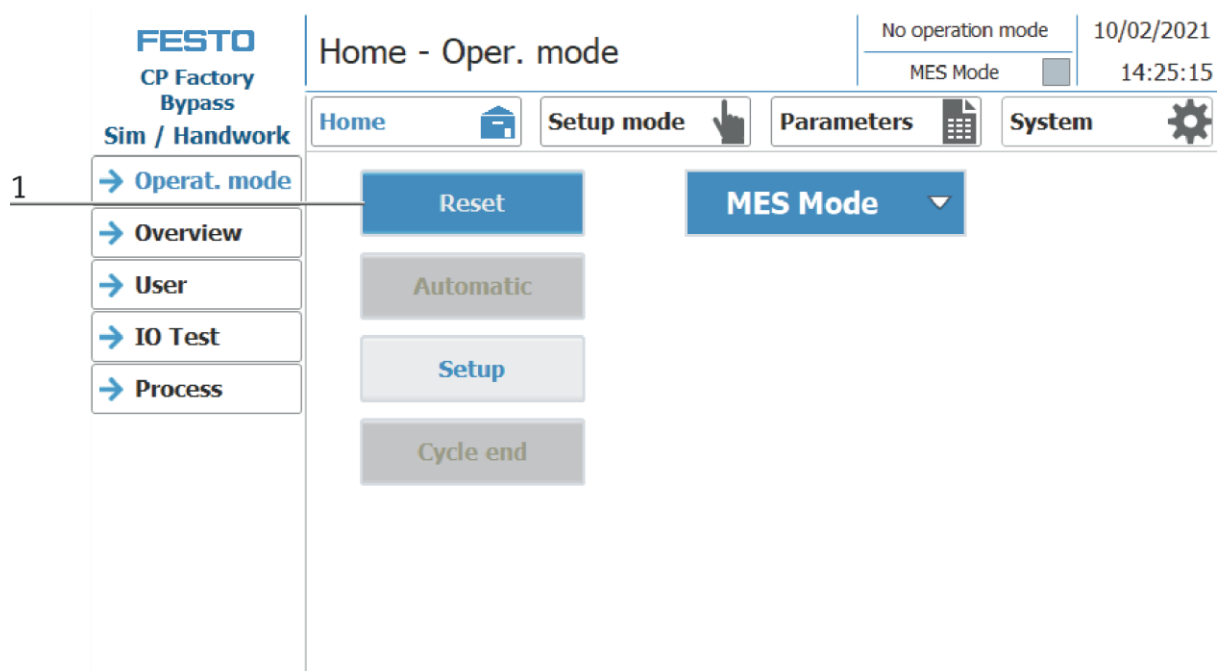 FESTO
CP Factory
Bypass
Sim / Handwork
Home - Oper. mode
No operation mode
MES Mode
10/02/2021
14:25:15
Home
Setup mode
Parameters
System
1
Operat. mode
Overview
User
IO Test
Process
Reset
MES Mode
Automatic
Setup
Cycle end